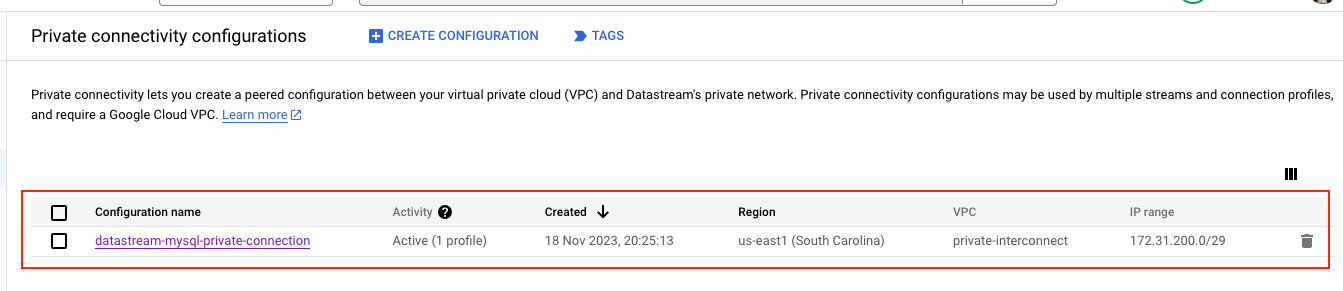 Private connectivity configurations CREATE CONFIGURATION TAGS
Private connectivity lets you create a peered configuration between your virtual private cloud (VPC) and Datastream's private network. Private connectivity configurations may be used by multiple streams and connection profiles,
and require a Google Cloud VPC. Learn more
Configuration name Activity ? Created Region VPC IP range
datastream-mysql-private-connection Active (1 profile) 18 Nov 2023, 20:25:13 us-east1 (South Carolina) private-interconnect 172.31.200.0/29